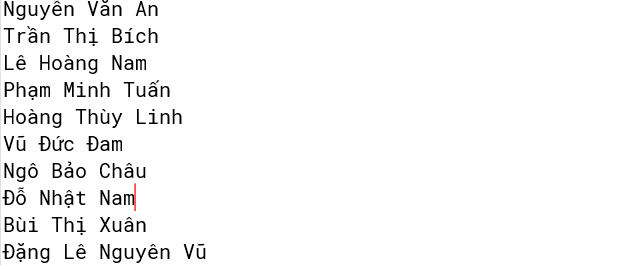 Nguyễn Văn An
Trần Thị Bích
Lê Hoàng Nam
Phạm Minh Tuấn
Hoàng Thùy Linh
Vũ Đức Đam
Ngô Bảo Châu
Đỗ Nhật Nam
Bùi Thị Xuân
Đặng Lê Nguyên Vũ